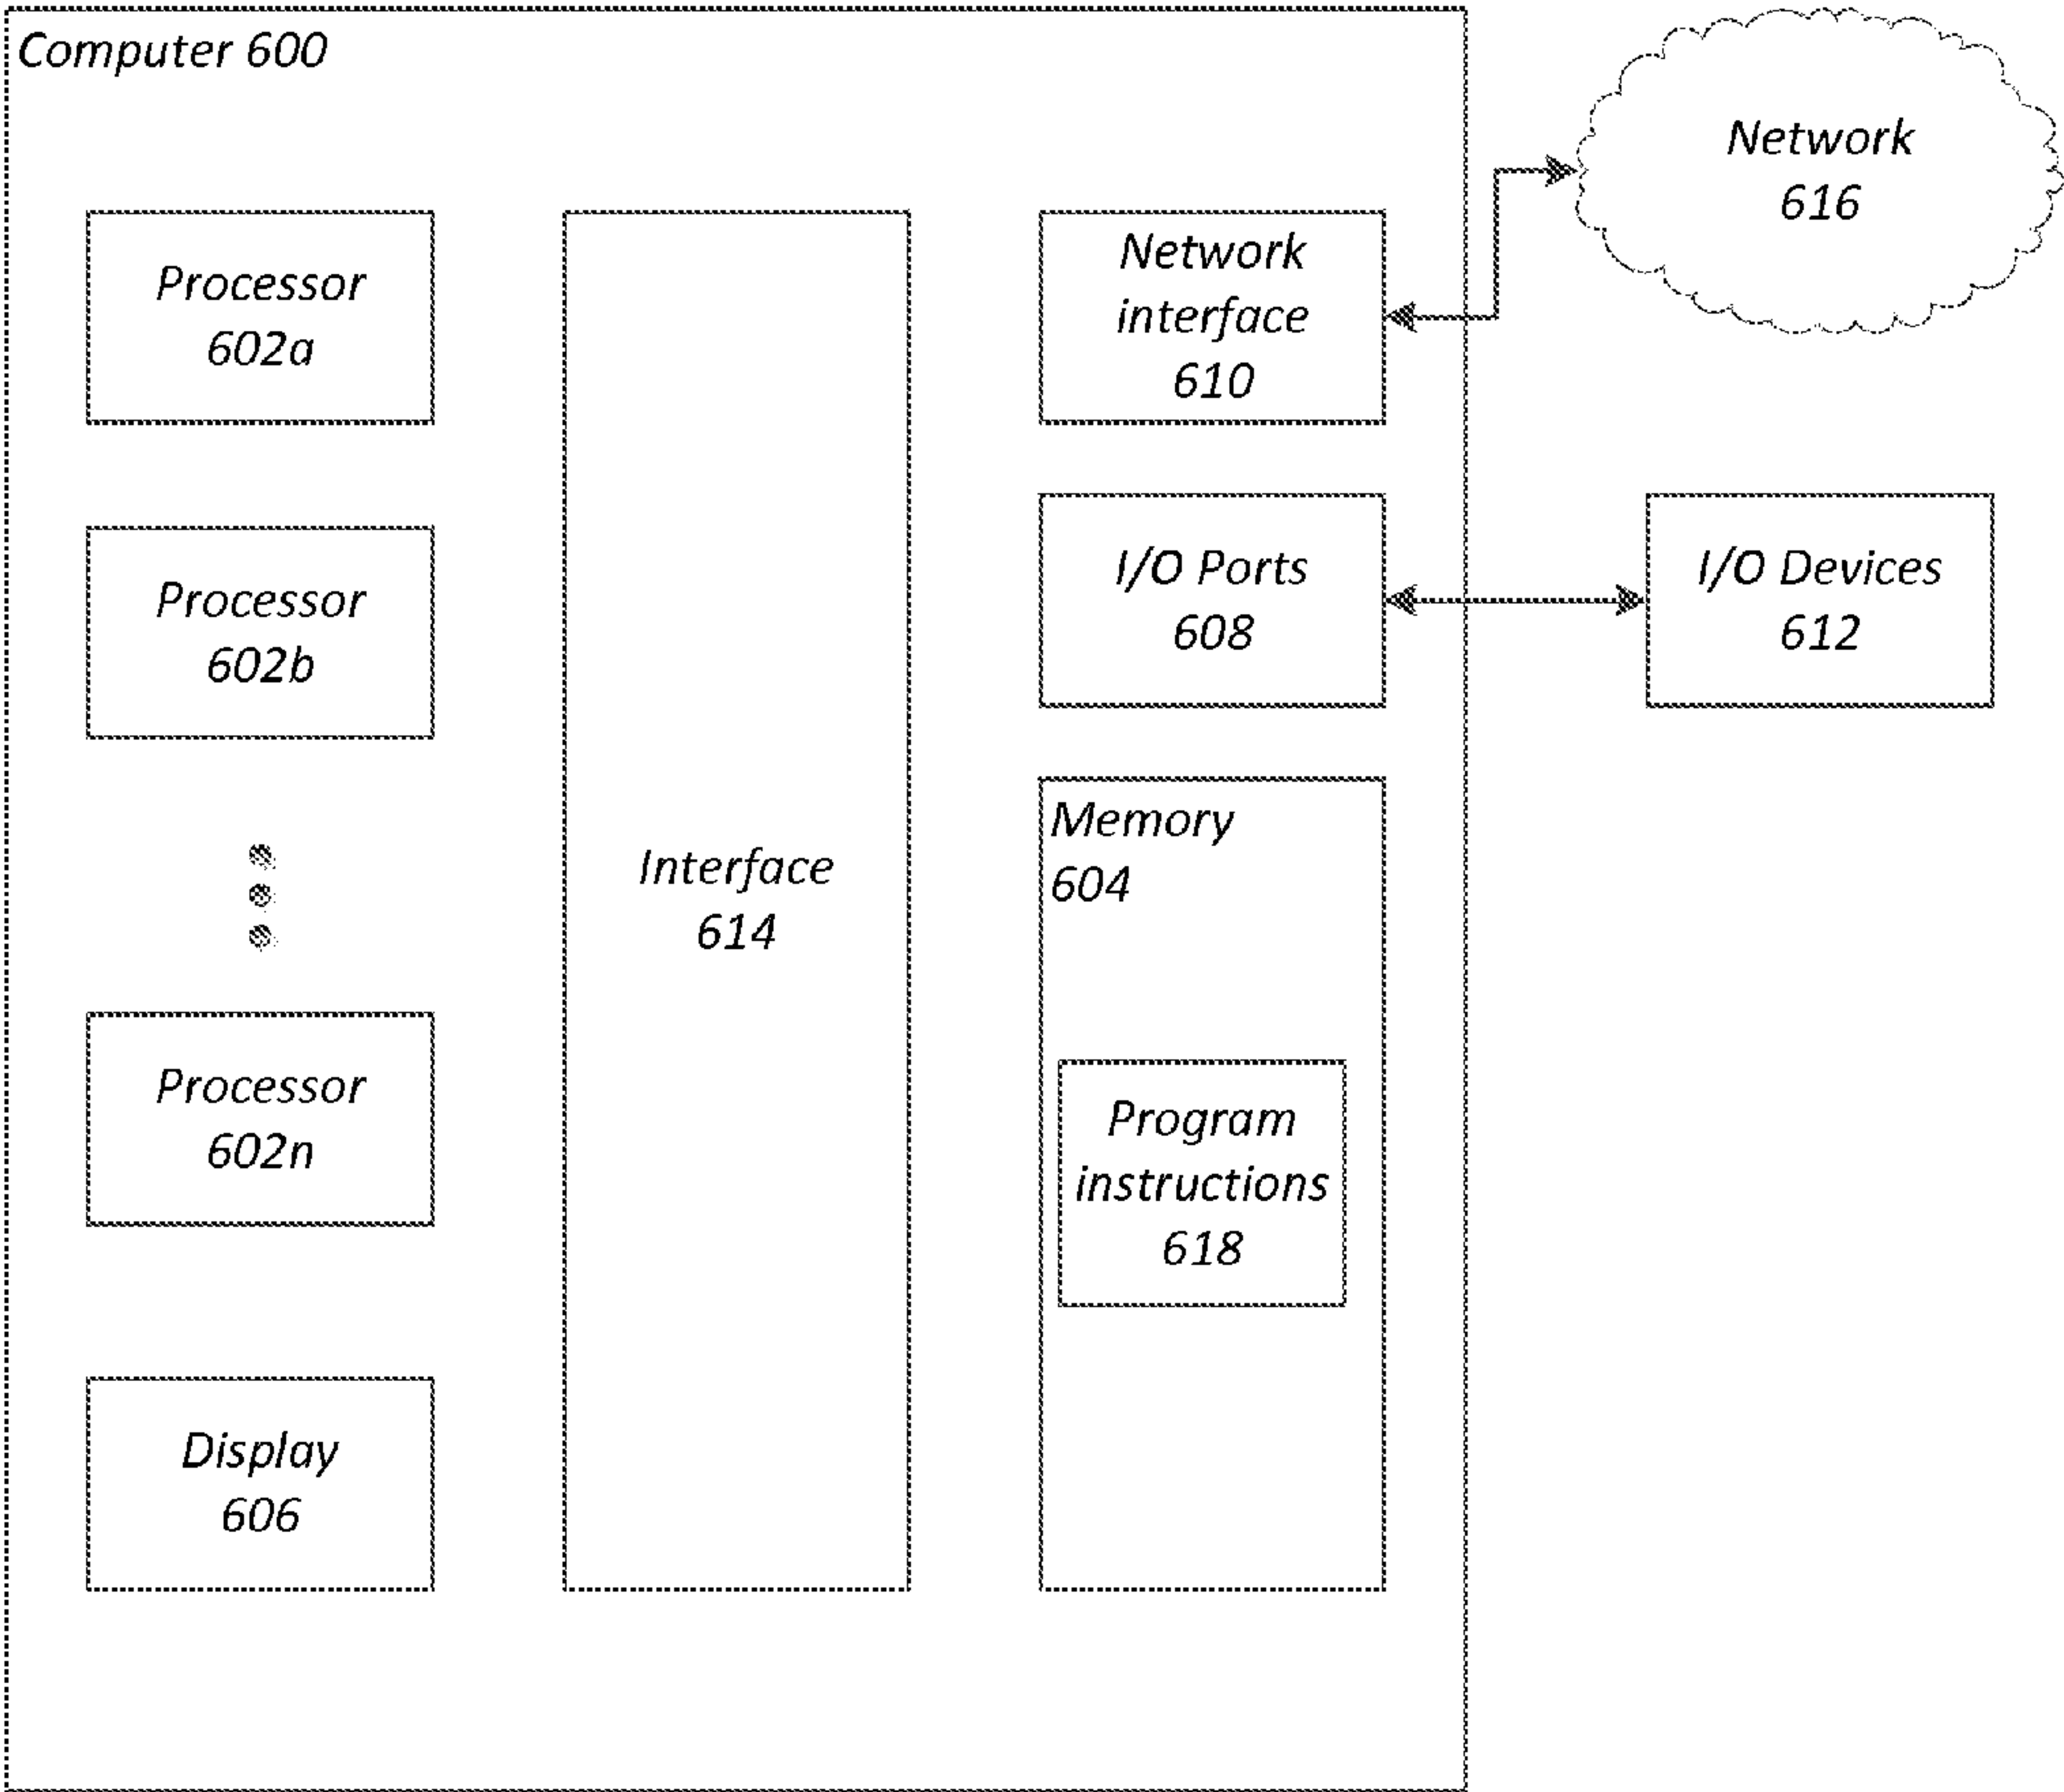 Computer 600
Network
616
Processor
602a
Network
interface
610
Processor
602b
I/O Ports
608
I/O Devices
612
Interface
614
Memory
604
Processor
602n
Program
instructions
618
Display
606